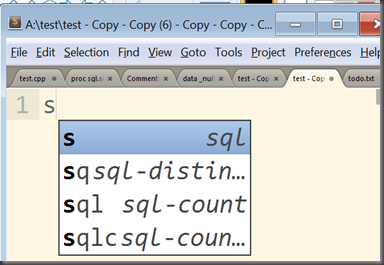 A:\test\test - Copy - Copy (6) - Copy - Copy - C...
File Edit Selection Find View Goto Tools Project Preferences Help
test.cpp proc sql.s Comment data _null test - Cop test - Cop todo.txt
1 s
s sql
sq sql-distin...
sql sql-count
sqlc sql-coun...